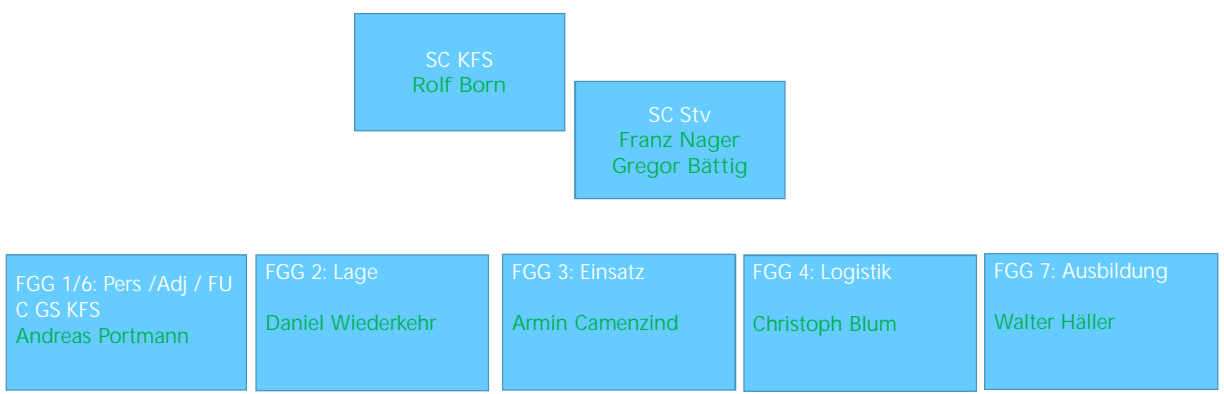 SC KFS
Rolf Born
SC Stv
Franz Nager
Gregor Bättig
FGG 1/6: Pers /Adj / FU
C GS KFS
Andreas Portmann
FGG 2: Lage
Daniel Wiederkehr
FGG 3: Einsatz
Armin Camenzind
FGG 4: Logistik
Christoph Blum
FGG 7: Ausbildung
Walter Häller